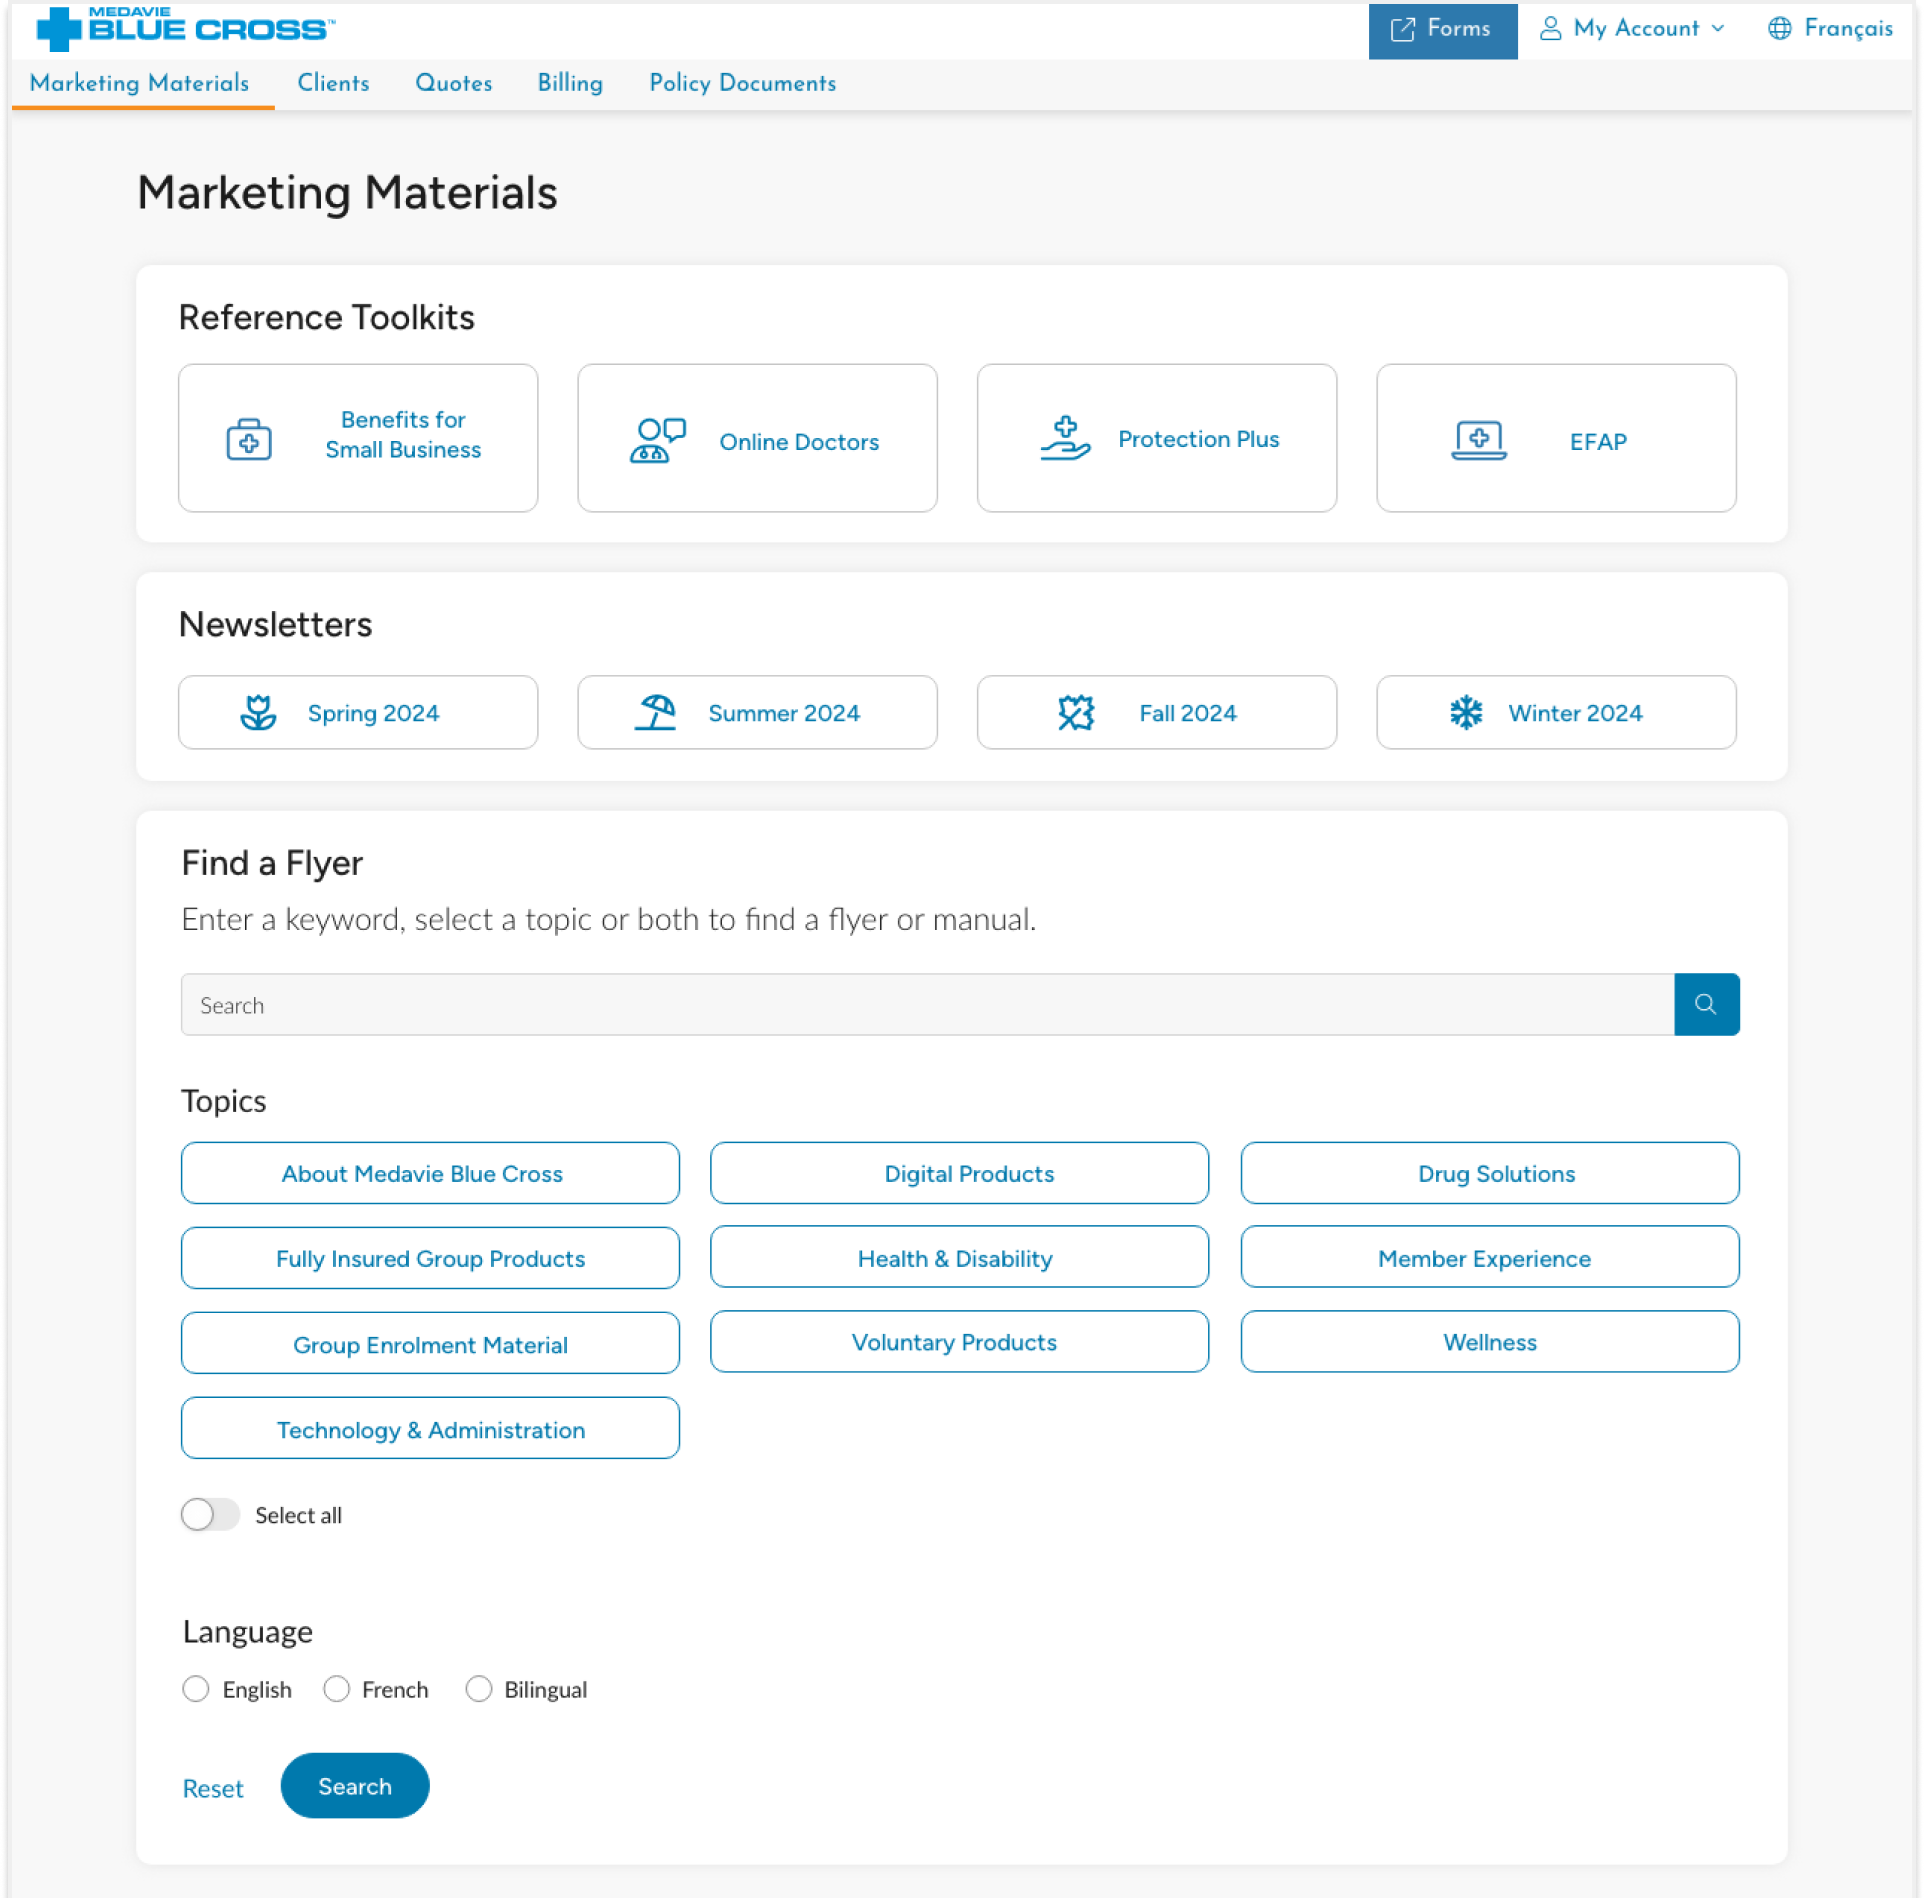 MEDAVIE
BLUE CROSS™
Forms
My Account
Français
Marketing Materials
Clients
Quotes
Billing
Policy Documents
Marketing Materials
Reference Toolkits
Benefits for
Small Business
Online Doctors
Protection Plus
EFAP
Newsletters
Spring 2024
Summer 2024
Fall 2024
Winter 2024
Find a Flyer
Enter a keyword, select a topic or both to find a flyer or manual.
Search
Topics
About Medavie Blue Cross
Digital Products
Drug Solutions
Fully Insured Group Products
Health & Disability
Member Experience
Group Enrolment Material
Voluntary Products
Wellness
Technology & Administration
Select all
Language
English
French
Bilingual
Reset
Search